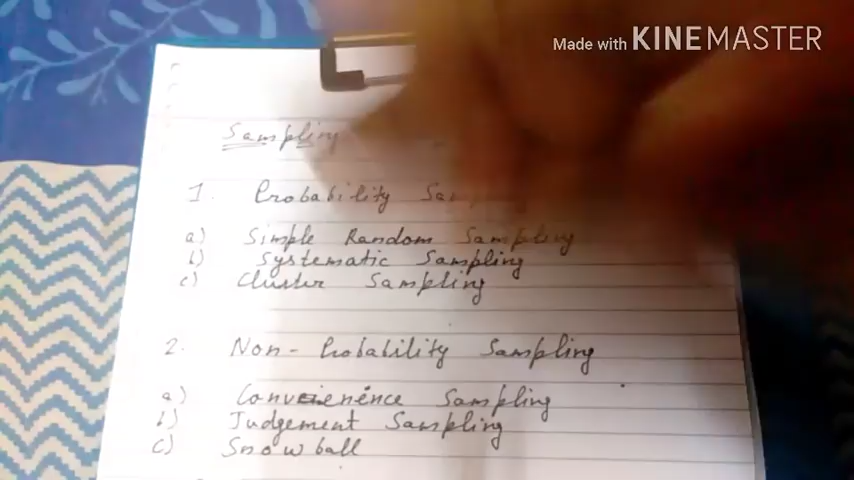 Made with KINEMASTER
Sampling
1. Probability
a) Simple Random Sampling
b) Systematic Sampling
c) Cluster Sampling
2. Non-Probability Sampling
a) Convenience Sampling
b) Judgement Sampling
c) Snowball